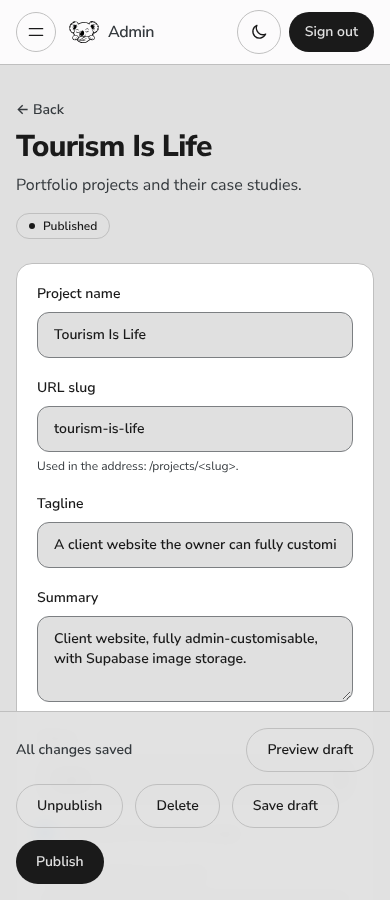 Admin
Sign out
← Back
Tourism Is Life
Portfolio projects and their case studies.
Published
Project name
Tourism Is Life
URL slug
tourism-is-life
Used in the address: /projects/<slug>.
Tagline
A client website the owner can fully customi
Summary
Client website, fully admin-customisable,
with Supabase image storage.
All changes saved
Preview draft
Unpublish
Delete
Save draft
Publish